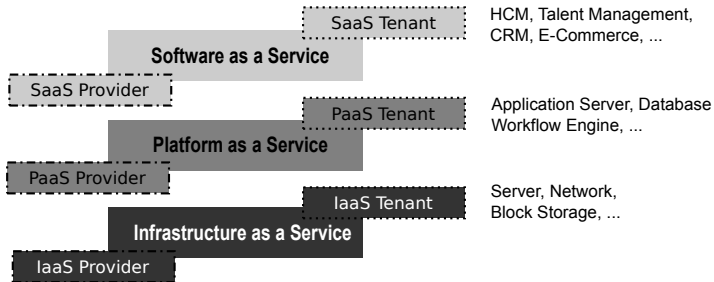 SaaS Tenant
HCM, Talent Management,
CRM, E-Commerce, ...
Software as a Service
SaaS Provider
PaaS Tenant
Application Server, Database
Workflow Engine, ...
Platform as a Service
PaaS Provider
IaaS Tenant
Server, Network,
Block Storage, ...
Infrastructure as a Service
IaaS Provider